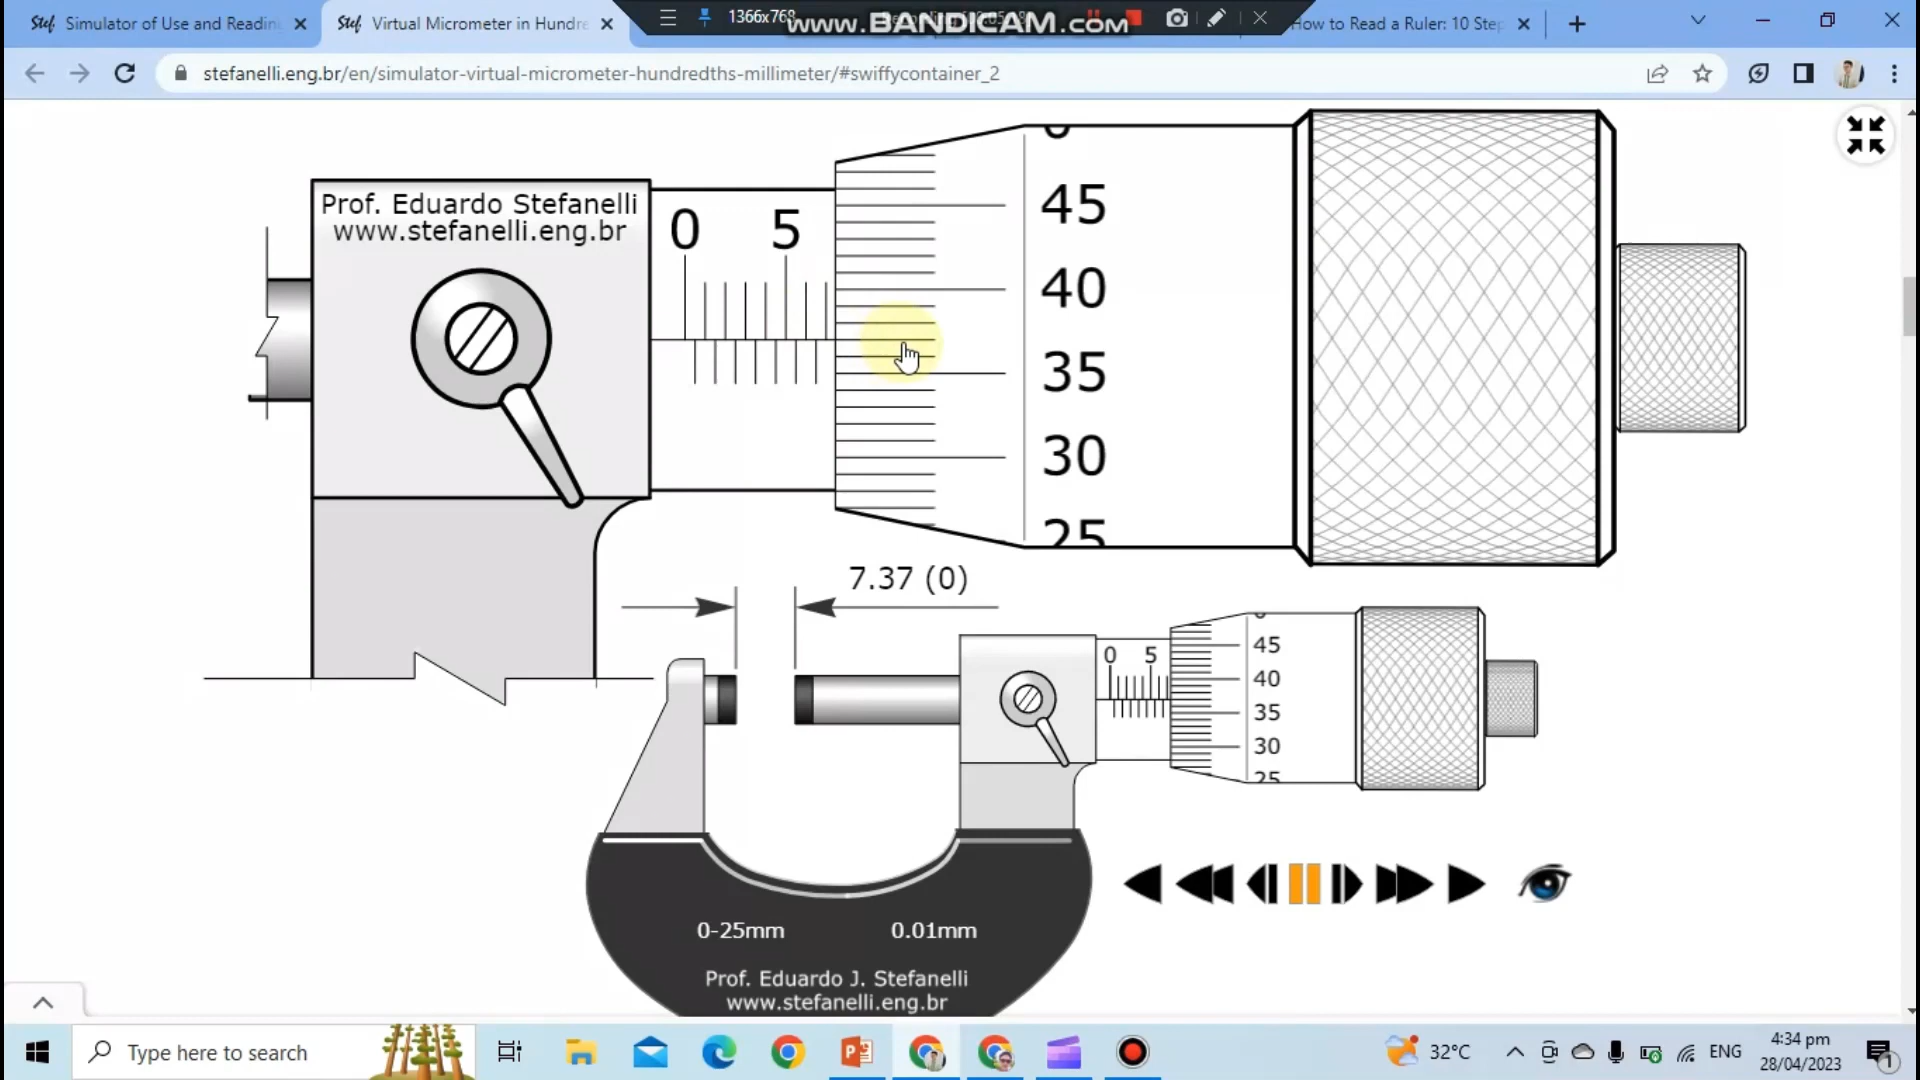 Simulator of Use and Readin
Virtual Micrometer in Hundre
1366x768
www.BANDICAM.com
How to Read a Ruler: 10 Step
stefanelli.eng.br/en/simulator-virtual-micrometer-hundredths-millimeter/#swiffycontainer_2
Prof. Eduardo Stefanelli
www.stefanelli.eng.br
0 5
45
40
35
30
25
7.37 (0)
0 5
45
40
35
30
25
0-25mm 0.01mm
Prof. Eduardo J. Stefanelli
www.stefanelli.eng.br
Type here to search
32°C
ENG
4:34 pm
28/04/2023
1